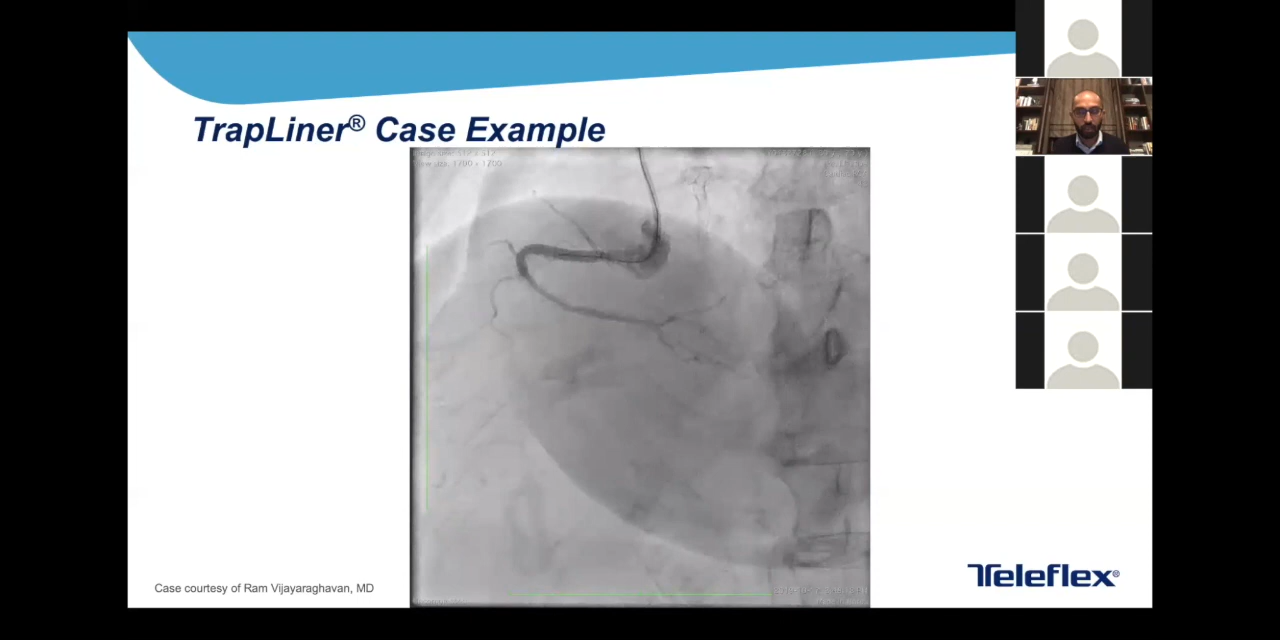 TrapLiner® Case Example
Case courtesy of Ram Vijayaraghavan, MD
Teleflex®